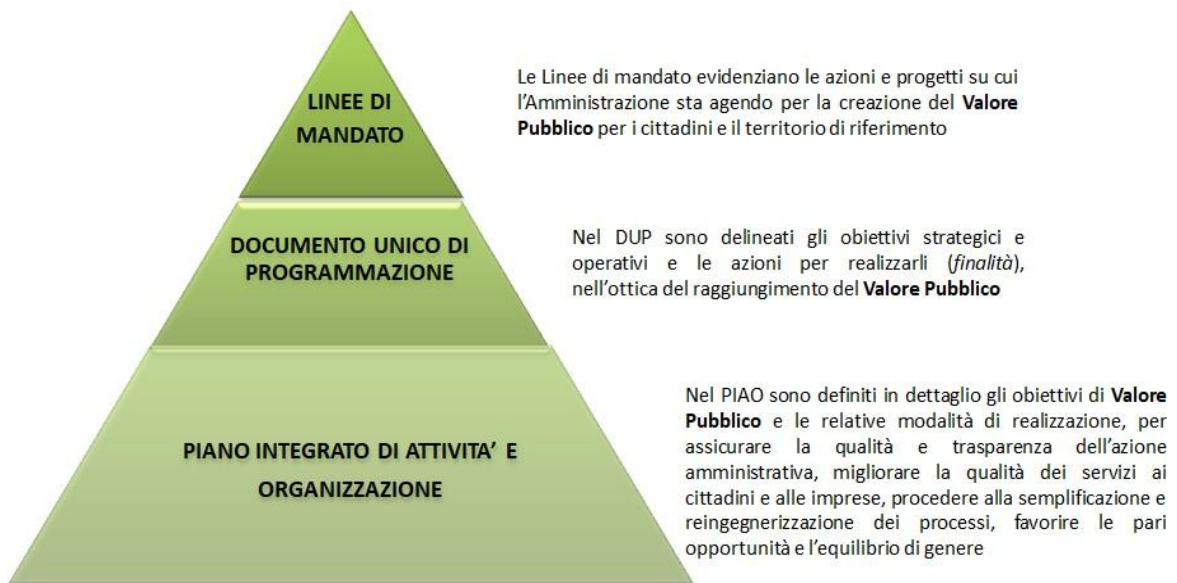 LINEE DI
MANDATO
Le Linee di mandato evidenziano le azioni e progetti su cui
l'Amministrazione sta agendo per la creazione del Valore
Pubblico per i cittadini e il territorio di riferimento
DOCUMENTO UNICO DI
PROGRAMMAZIONE
Nel DUP sono delineati gli obiettivi strategici e
operativi e le azioni per realizzarli (finalità),
nell'ottica del raggiungimento del Valore Pubblico
PIANO INTEGRATO DI ATTIVITA' E
ORGANIZZAZIONE
Nel PIAO sono definiti in dettaglio gli obiettivi di Valore
Pubblico e le relative modalità di realizzazione, per
assicurare la qualità e trasparenza dell'azione
amministrativa, migliorare la qualità dei servizi ai
cittadini e alle imprese, procedere alla semplificazione e
reingegnerizzazione dei processi, favorire le pari
opportunità e l'equilibrio di genere